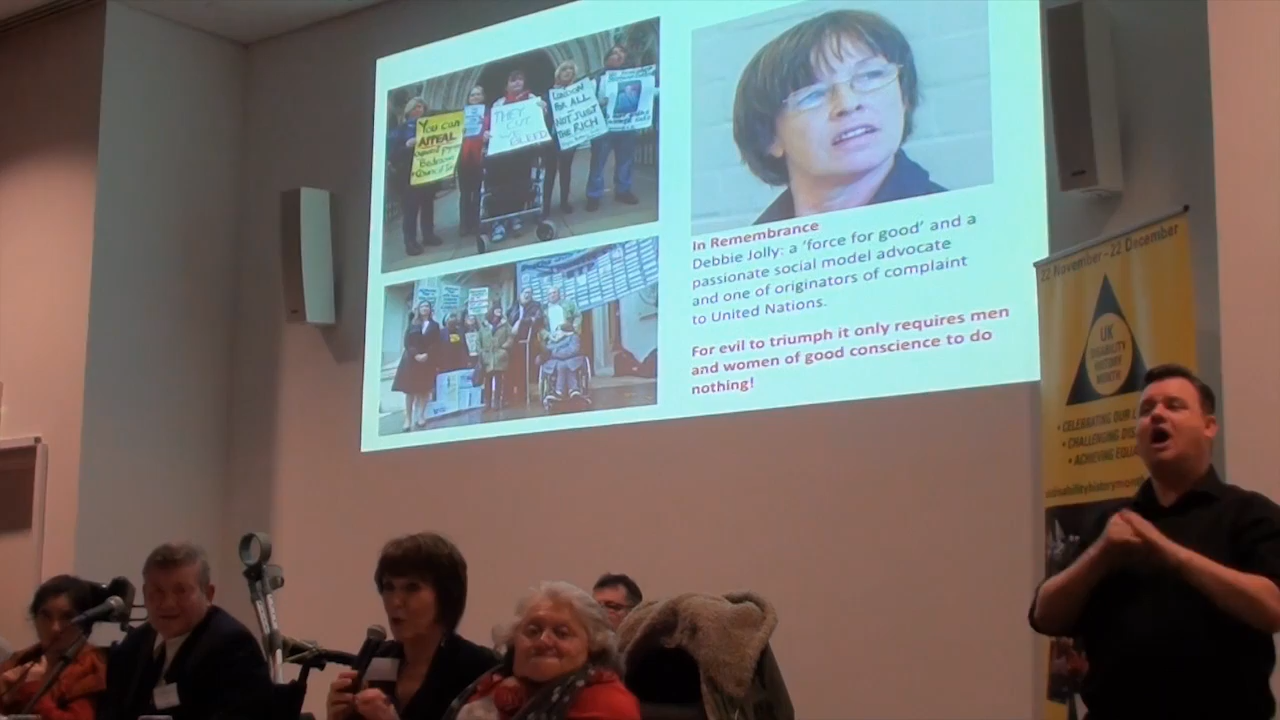 You can
APPEAL
THEY
CUT
BLEED
LONDON
FOR ALL
NOT JUST
THE RICH
In Remembrance
Debbie Jolly: a ‘force for good’ and a
passionate social model advocate
and one of originators of complaint
to United Nations.
For evil to triumph it only requires men
and women of good conscience to do
nothing!
22 November - 22 December
UK
DISABILITY
HISTORY
MONTH
• CELEBRATING OUR
• CHALLENGING DIS
• ACHIEVING EQUA